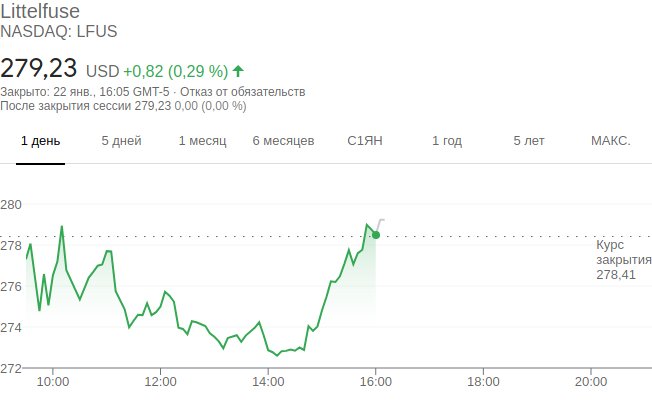 Littelfuse
NASDAQ: LFUS
279,23 USD +0,82 (0,29 %)
Закрыто: 22 янв., 16:05 GMT-5 · Отказ от обязательств
После закрытия сессии 279,23 0,00 (0,00 %)
1 день 5 дней 1 месяц 6 месяцев С1ЯН 1 год 5 лет МАКС.
280
278
276
274
272
Курс
закрытия
278,41
10:00 12:00 14:00 16:00 18:00 20:00